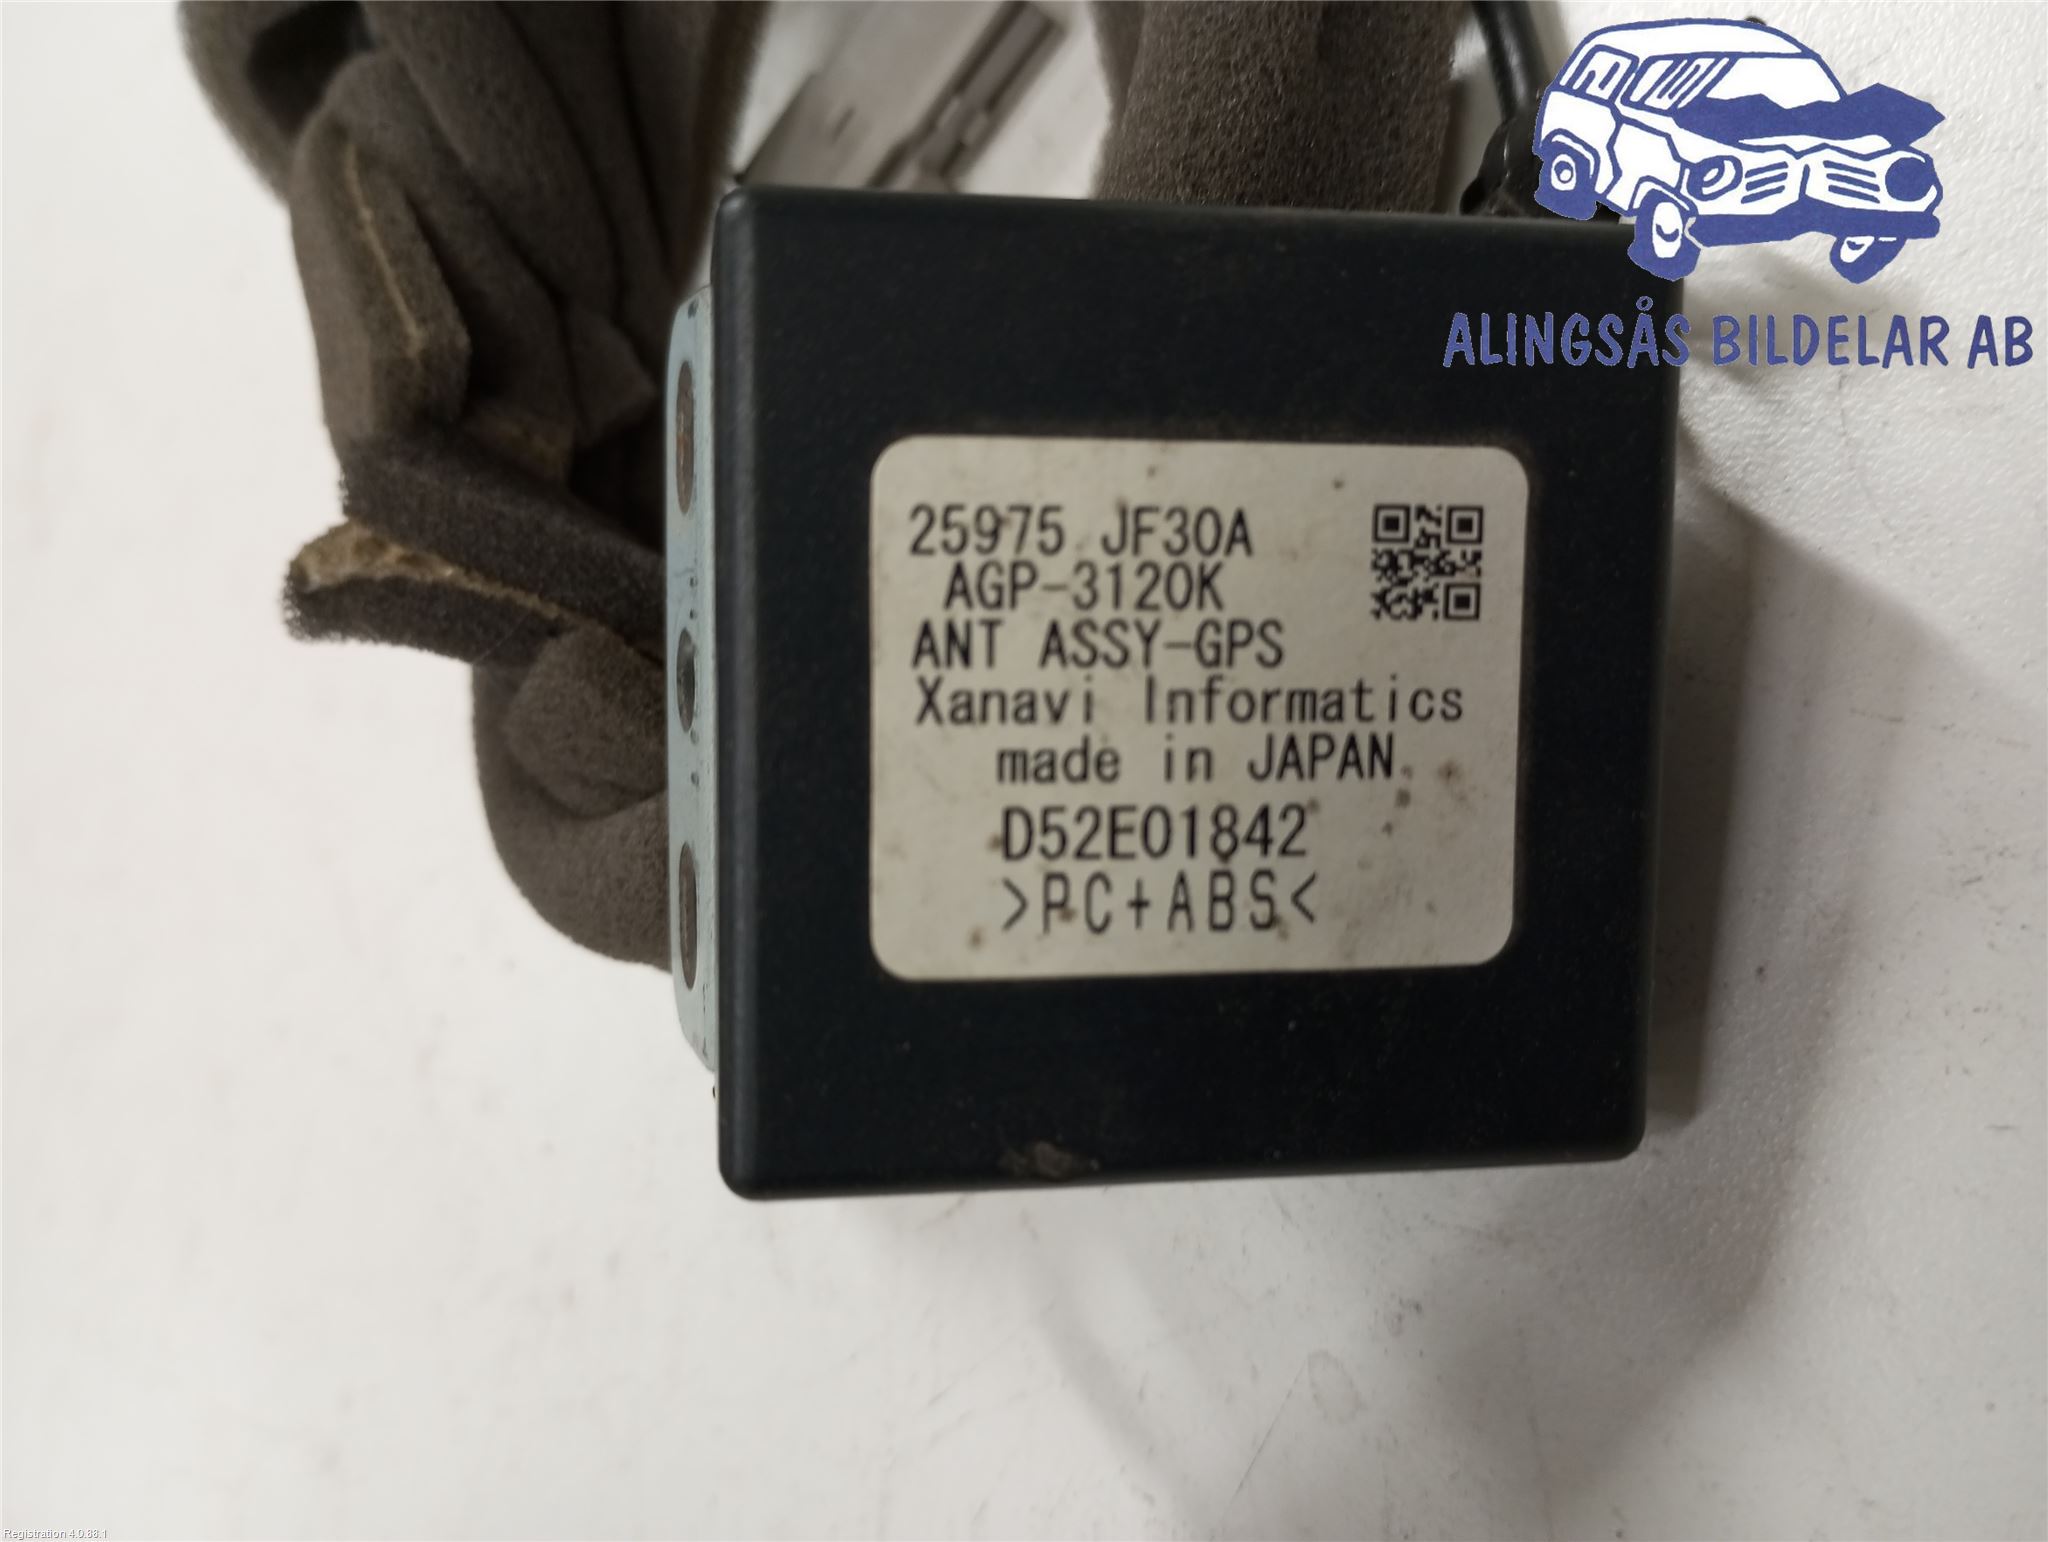 ALINGSÅS BILDELAR AB
25975 JF30A
AGP-3120K
ANT ASSY-GPS
Xanavi Informatics
made in JAPAN
D52E01842
>PC+ABS<
Registration 4.0.88.1